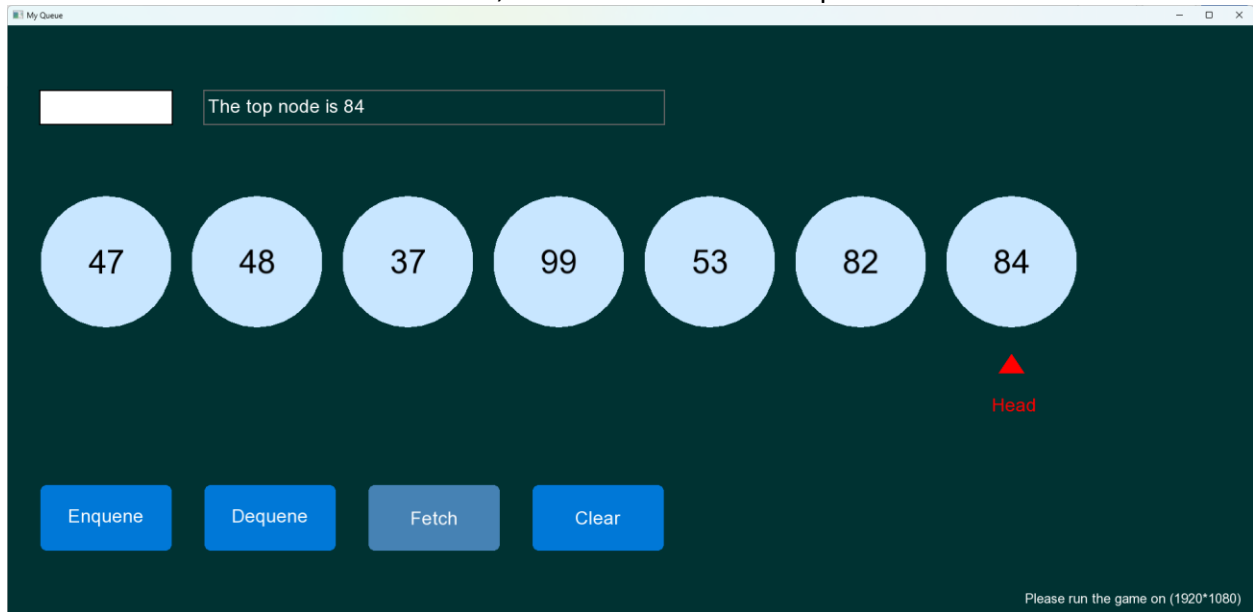 My Queue
The top node is 84
47 48 37 99 53 82 84
Head
Enquene Dequene Fetch Clear
Please run the game on (1920*1080)